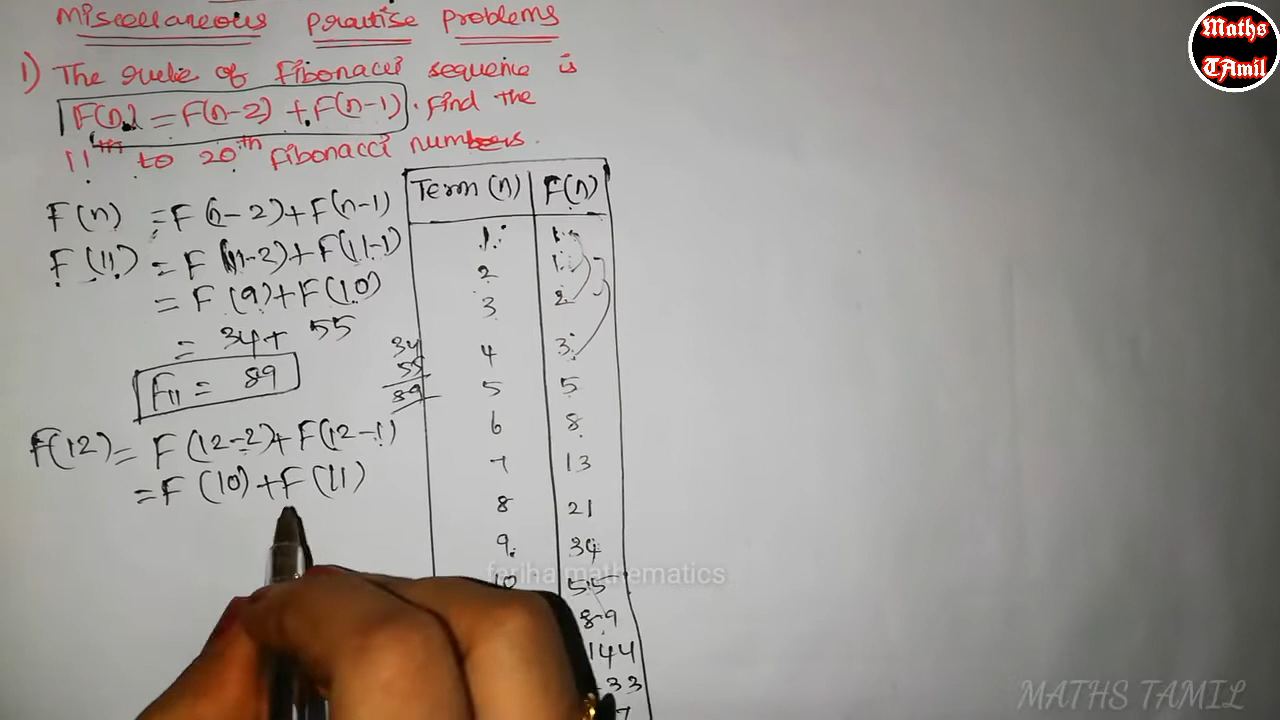 Miscellaneous Practise Problems
1) The rule of Fibonacci sequence is
F(n) = F(n-2) + F(n-1). Find the
11th to 20th Fibonacci numbers.
F(n) = F(n-2)+F(n-1)
F(11) = F(11-2)+F(11-1)
= F(9)+F(10)
= 34+ 55
F11 = 89
34
55
89
F(12) = F(12-2)+F(12-1)
=F(10)+F(11)
Term (n) F(n)
1 1
2 1
3 2
4 3
5 5
6 8
7 13
8 21
9 34
10 55
89
144
33
7
Maths
TAmil
feriha mathematics
MATHS TAMIL